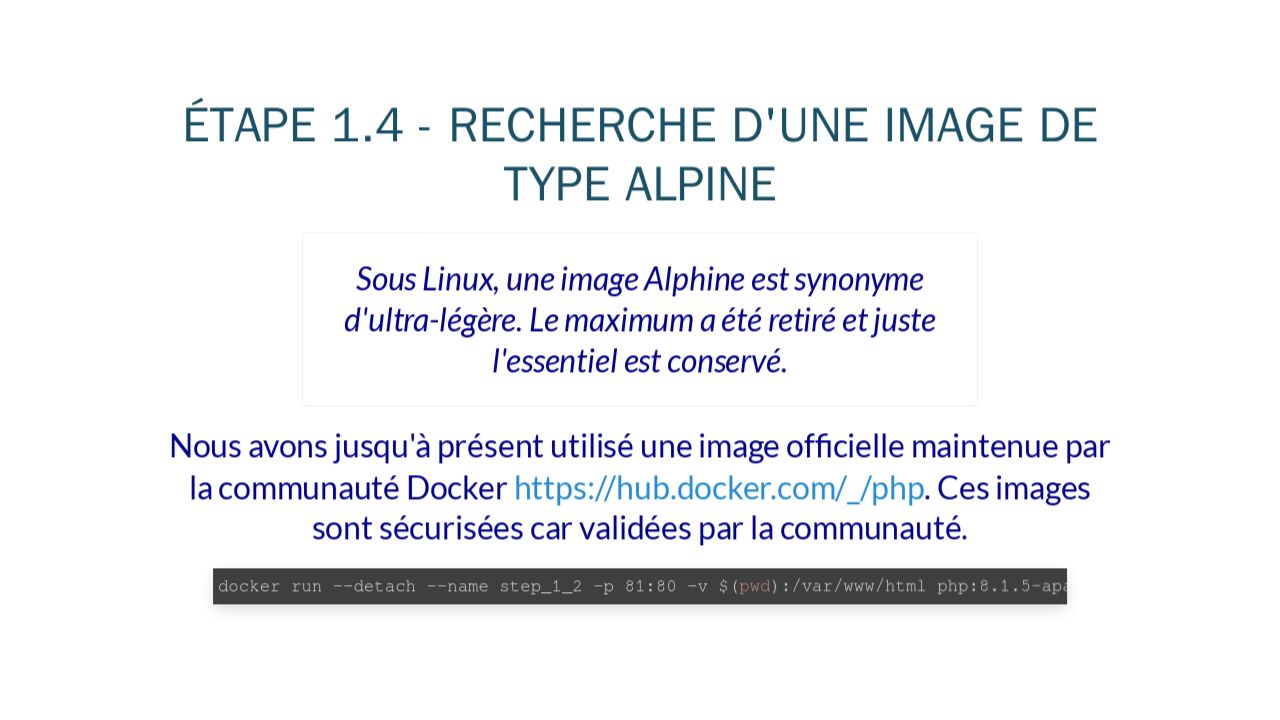 ÉTAPE 1.4 - RECHERCHE D'UNE IMAGE DE
TYPE ALPINE
Sous Linux, une image Alphine est synonyme
d'ultra-légère. Le maximum a été retiré et juste
l'essentiel est conservé.
Nous avons jusqu'à présent utilisé une image officielle maintenue par
la communauté Docker https://hub.docker.com/_/php. Ces images
sont sécurisées car validées par la communauté.
docker run --detach --name step_1_2 -p 81:80 -v $(pwd):/var/www/html php:8.1.5-apa